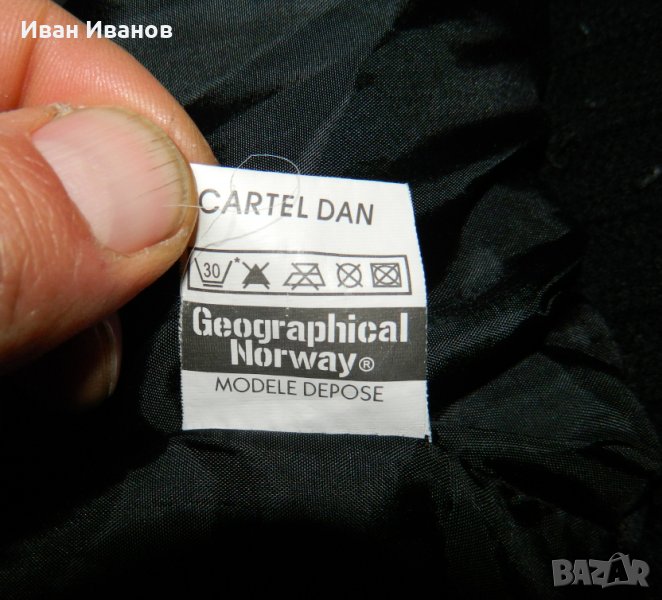 Иван Иванов
CARTEL DAN
30 *
Geographical
Norway®
MODELE DEPOSE
BAZAR